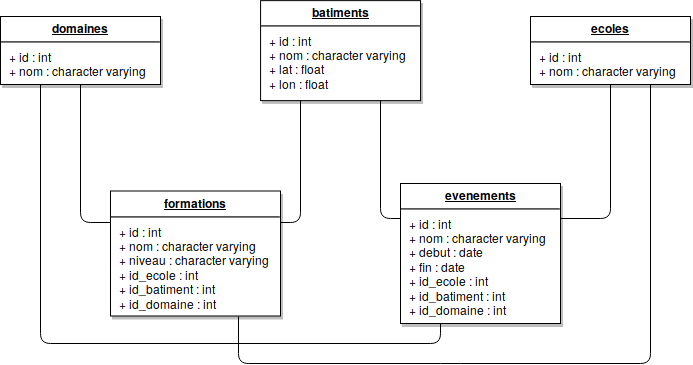 domaines
+ id : int
+ nom : character varying
batiments
+ id : int
+ nom : character varying
+ lat : float
+ lon : float
ecoles
+ id : int
+ nom : character varying
formations
+ id : int
+ nom : character varying
+ niveau : character varying
+ id_ecole : int
+ id_batiment : int
+ id_domaine : int
evenements
+ id : int
+ nom : character varying
+ debut : date
+ fin : date
+ id_ecole : int
+ id_batiment : int
+ id_domaine : int